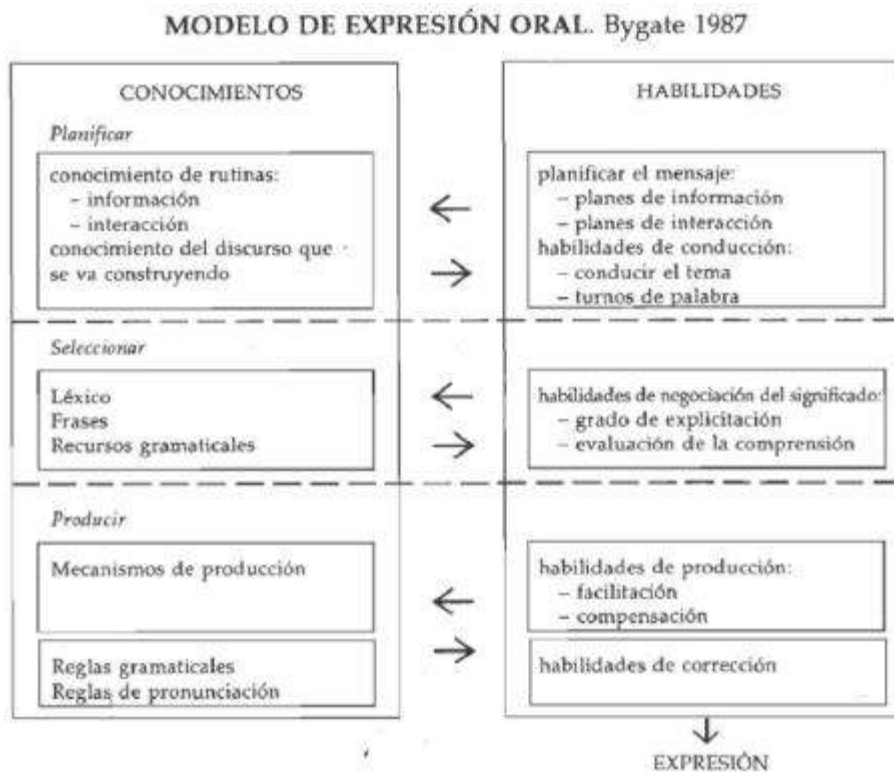 MODELO DE EXPRESIÓN ORAL. Bygate 1987
CONOCIMIENTOS
Planificar
conocimiento de rutinas:
– información
– interacción
conocimiento del discurso que
se va construyendo
Seleccionar
Léxico
Frases
Recursos gramaticales
Producir
Mecanismos de producción
Reglas gramaticales
Reglas de pronunciación
HABILIDADES
planificar el mensaje:
– planes de información
– planes de interacción
habilidades de conducción:
– conducir el tema
– turnos de palabra
habilidades de negociación del significado:
– grado de explicitación
– evaluación de la comprensión
habilidades de producción:
– facilitación
– compensación
habilidades de corrección
EXPRESIÓN